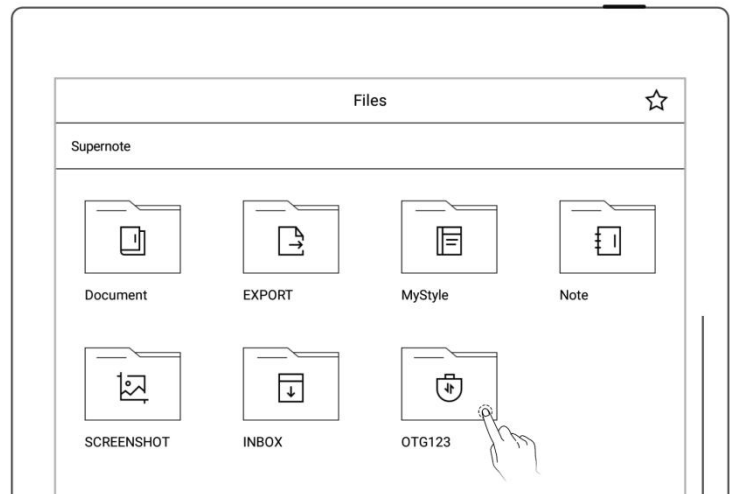 Files
Supernote
Document EXPORT MyStyle Note
SCREENSHOT INBOX OTG123